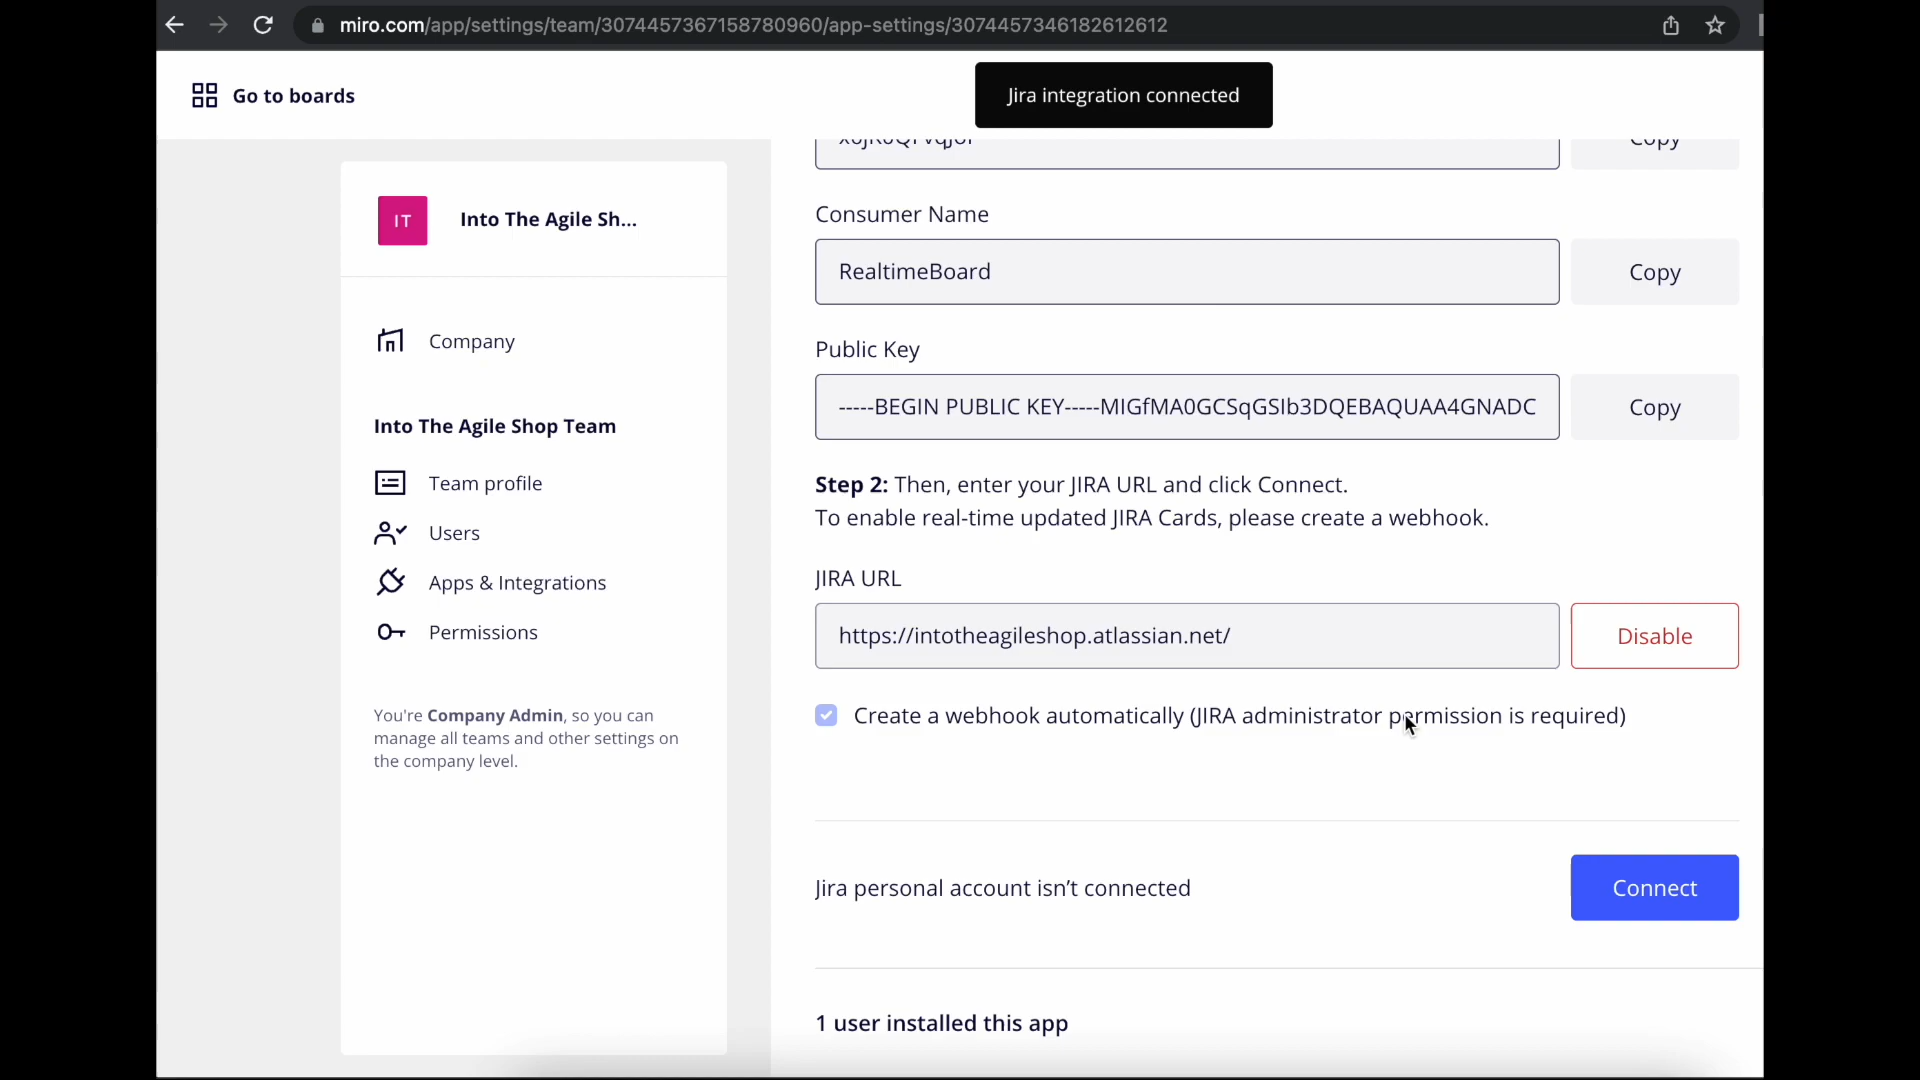 miro.com/app/settings/team/3074457367158780960/app-settings/3074457346182612612
Go to boards
Jira integration connected
IT
Into The Agile Sh...
Company
Into The Agile Shop Team
Team profile
Users
Apps & Integrations
Permissions
You're Company Admin, so you can
manage all teams and other settings on
the company level.
Copy
Consumer Name
RealtimeBoard
Copy
Public Key
-----BEGIN PUBLIC KEY-----MIGfMA0GCSqGSIb3DQEBAQUAA4GNADC
Copy
Step 2: Then, enter your JIRA URL and click Connect.
To enable real-time updated JIRA Cards, please create a webhook.
JIRA URL
https://intotheagileshop.atlassian.net/
Disable
Create a webhook automatically (JIRA administrator permission is required)
Jira personal account isn't connected
Connect
1 user installed this app